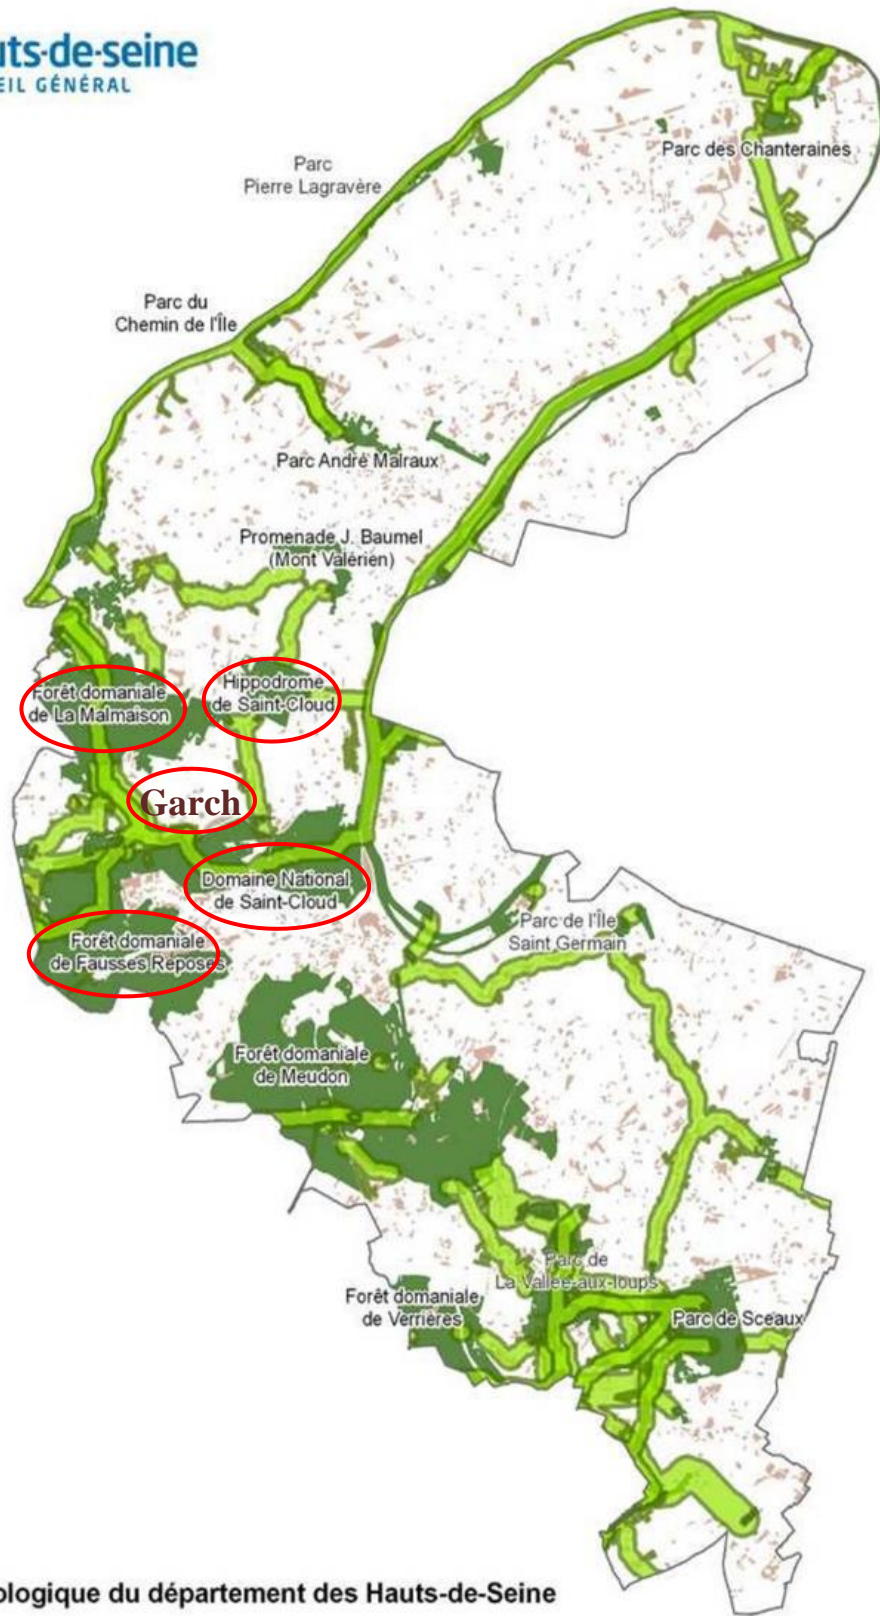 uts-de-seine
EIL GÉNÉRAL
Parc des Chanteraines
Parc
Pierre Lagravère
Parc du
Chemin de l'Île
Parc André Malraux
Promenade J. Baumel
(Mont Valérien)
Forêt domaniale
de La Malmaison
Hippodrome
de Saint-Cloud
Garch
Domaine National
de Saint-Cloud
Parc de l'Île
Saint Germain
Forêt domaniale
de Fausses Reposes
Forêt domaniale
de Meudon
Parc de
La Vallée-aux-loups
Forêt domaniale
de Verrières
Parc de Sceaux
ologique du département des Hauts-de-Seine